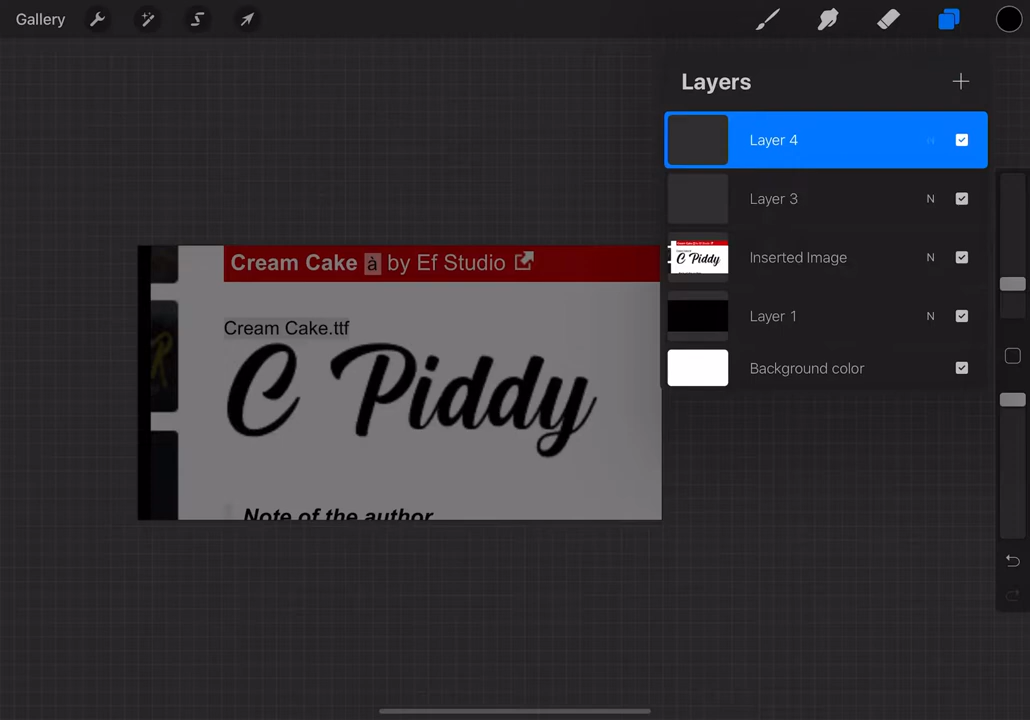 Gallery
Layers
Layer 4
N
Layer 3
N
Inserted Image
N
Layer 1
N
Background color
Cream Cake à by Ef Studio
Cream Cake.ttf
C Piddy
Note of the author